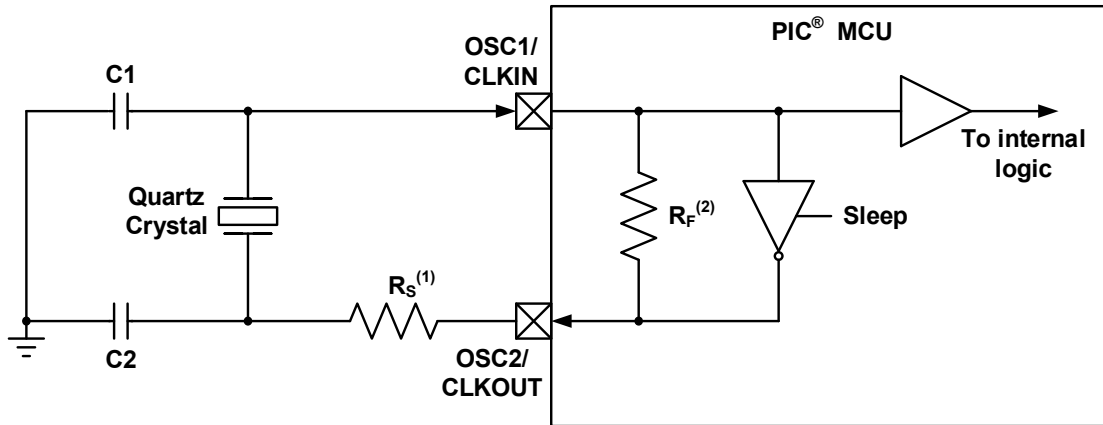 PIC® MCU
OSC1/
CLKIN
C1
To internal
logic
Quartz
Crystal
RF(2)
Sleep
RS(1)
C2
OSC2/
CLKOUT